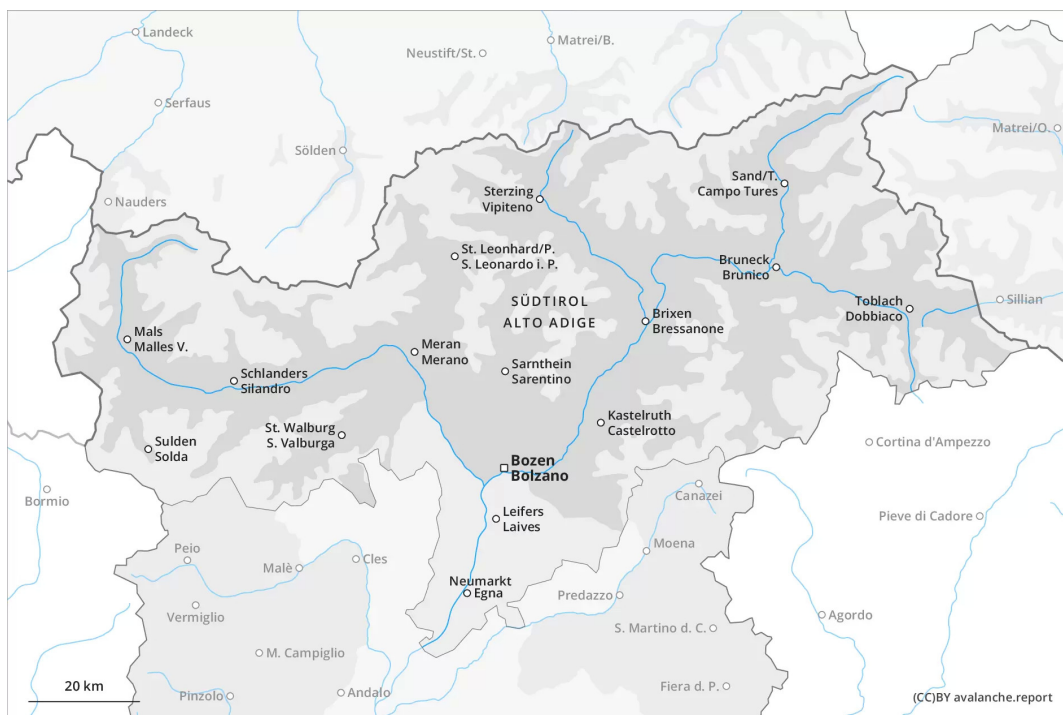 Landeck
Neustift/St.
Matrei/B.
Serfaus
Sölden
Matrei/O.
Nauders
Sterzing
Vipiteno
Sand/T.
Campo Tures
St. Leonhard/P.
S. Leonardo i. P.
Bruneck
Brunico
SÜDTIROL
ALTO ADIGE
Toblach
Dobbiaco
Sillian
Brixen
Bressanone
Mals
Malles V.
Meran
Merano
Sarnthein
Sarentino
Schlanders
Silandro
Kastelruth
Castelrotto
St. Walburg
S. Valburga
Sulden
Solda
Cortina d'Ampezzo
Bozen
Bolzano
Bormio
Canazei
Leifers
Laives
Pieve di Cadore
Peio
Malè
Cles
Moena
Neumarkt
Egna
Predazzo
Vermiglio
Agordo
S. Martino d. C.
M. Campiglio
Fiera d. P.
20 km
Pinzolo
Andalo
(CC)BY avalanche.report